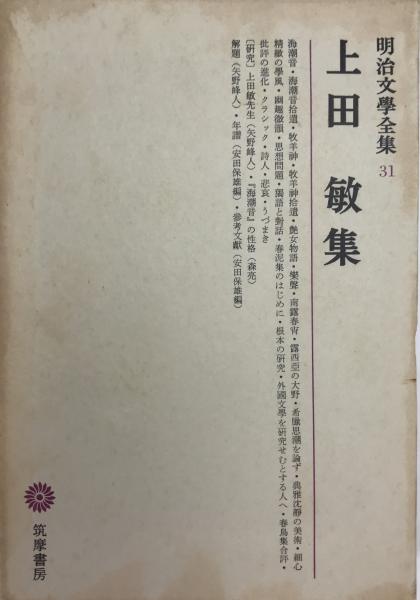 明治文學全集 31
上田 敏集
海潮音・海潮音拾遺・牧羊神・牧羊神拾遺・艶女物語・樂聲・南露春宵・露西亞の大野・希臘思潮を論ず・典雅沈靜の美術・細心
精緻の學風・幽趣微韻・思想問題・獨語と對話・春泥集のはじめに・根本の研究・外國文學を研究せむとする人へ・春鳥集合評・
批評の進化・クラシック・詩人・悲哀・うづまき
〔研究〕上田敏先生（矢野峰人）・『海潮音』の性格（森亮）
解題（矢野峰人）・年譜（安田保雄編）・參考文獻（安田保雄編）
筑摩書房